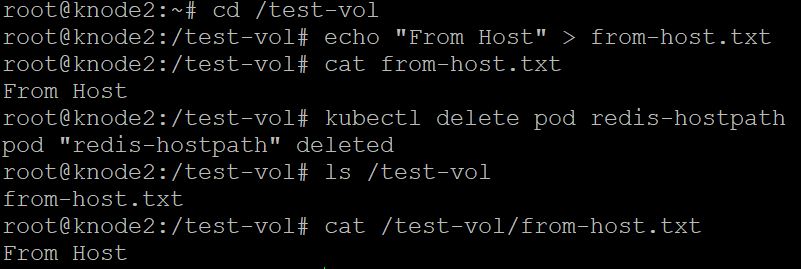 root@knode2:~# cd /test-vol
root@knode2:/test-vol# echo "From Host" > from-host.txt
root@knode2:/test-vol# cat from-host.txt
From Host
root@knode2:/test-vol# kubectl delete pod redis-hostpath
pod "redis-hostpath" deleted
root@knode2:/test-vol# ls /test-vol
from-host.txt
root@knode2:/test-vol# cat /test-vol/from-host.txt
From Host